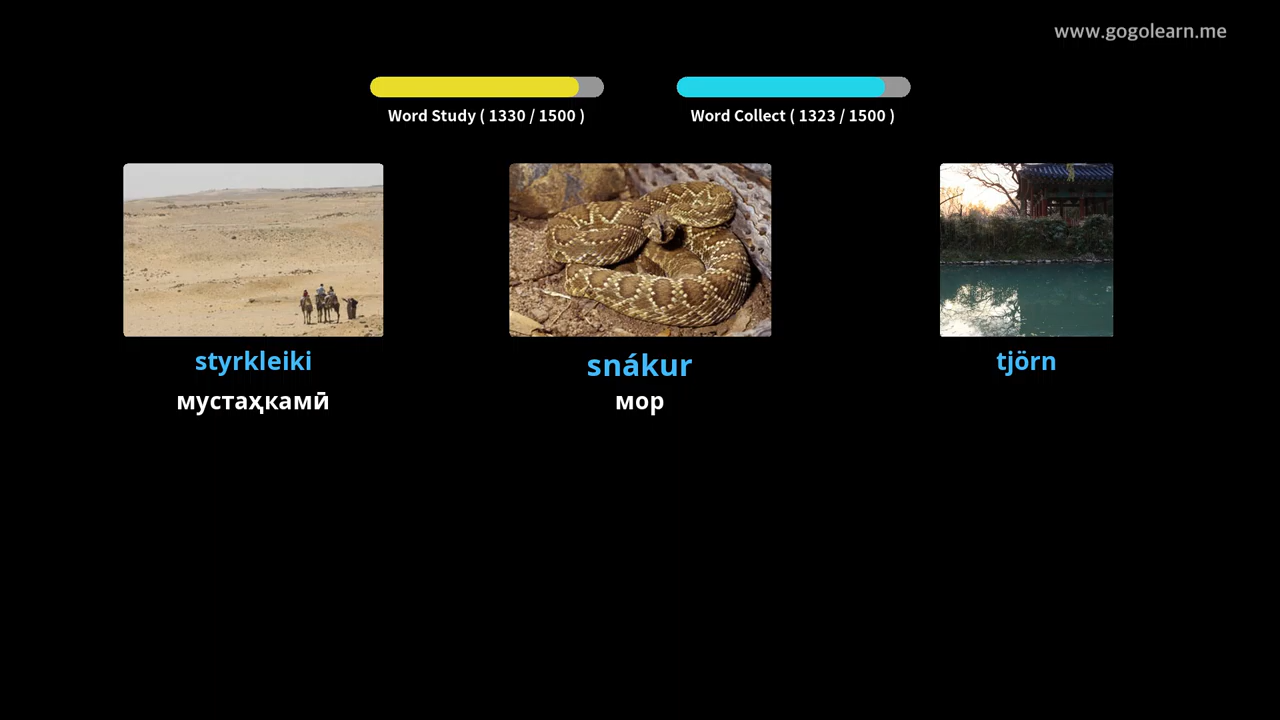 www.gogolearn.me
Word Study ( 1330 / 1500 )
Word Collect ( 1323 / 1500 )
styrkleiki
snákur
tjörn
мустаҳкамӣ
мор